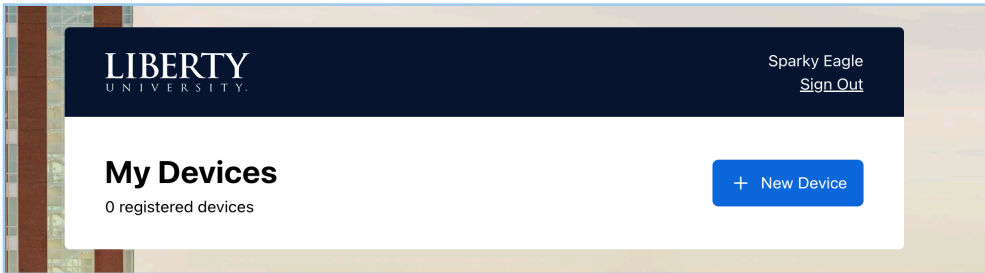 LIBERTY
UNIVERSITY.
Sparky Eagle
Sign Out
My Devices
0 registered devices
+ New Device